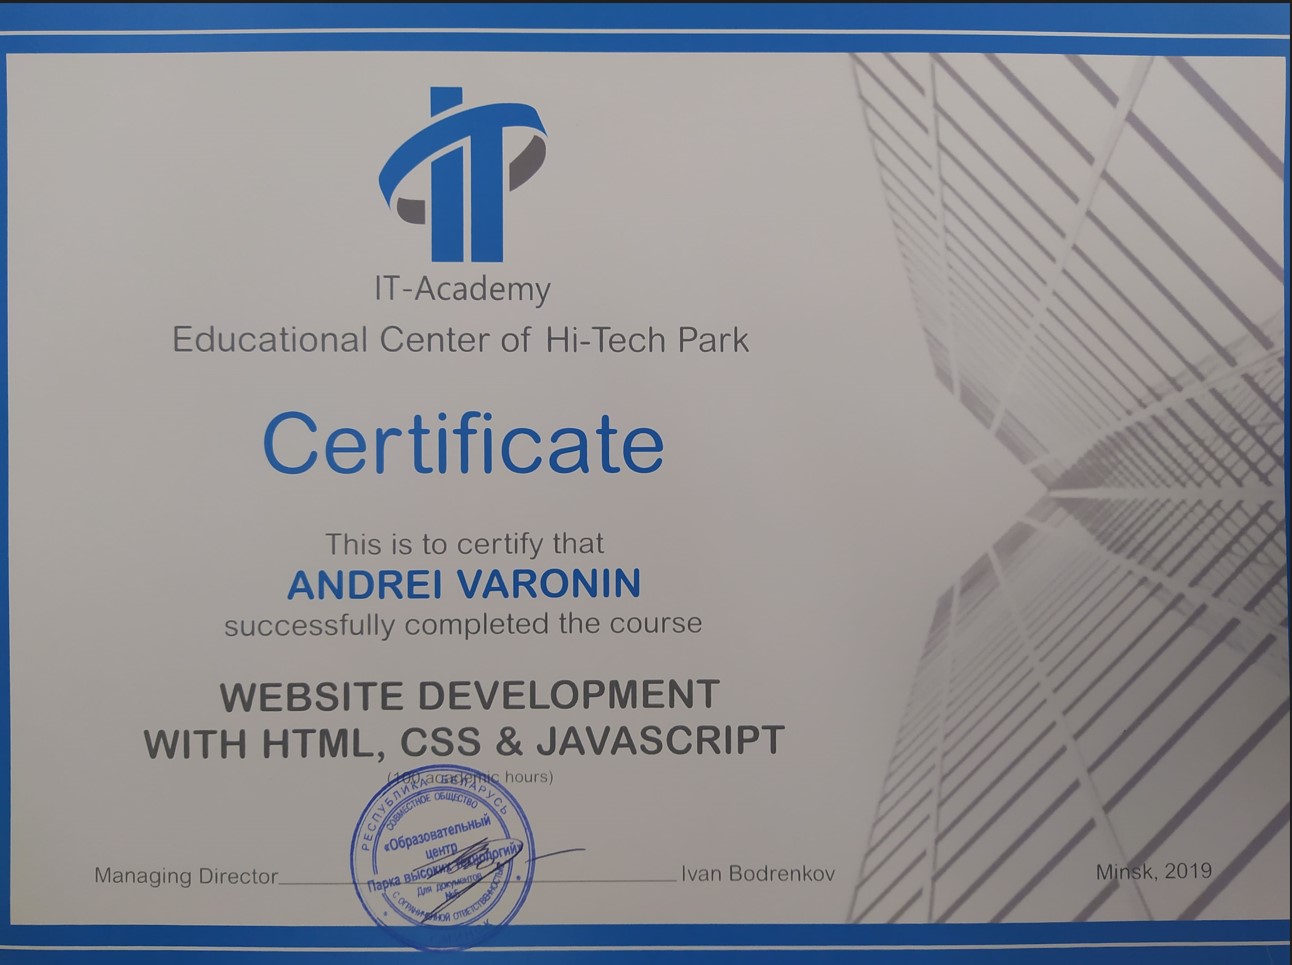 IT
IT-Academy
Educational Center of Hi-Tech Park
Certificate
This is to certify that
ANDREI VARONIN
successfully completed the course
WEBSITE DEVELOPMENT
WITH HTML, CSS & JAVASCRIPT
(100 academic hours)
РЕСПУБЛИКА БЕЛАРУСЬ
СОВМЕСТНОЕ ОБЩЕСТВО
«Образовательный
центр
Парка высоких технологий»
Для документов
№5
С ОГРАНИЧЕННОЙ ОТВЕТСТВЕННОСТЬЮ
Managing Director Ivan Bodrenkov
Minsk, 2019